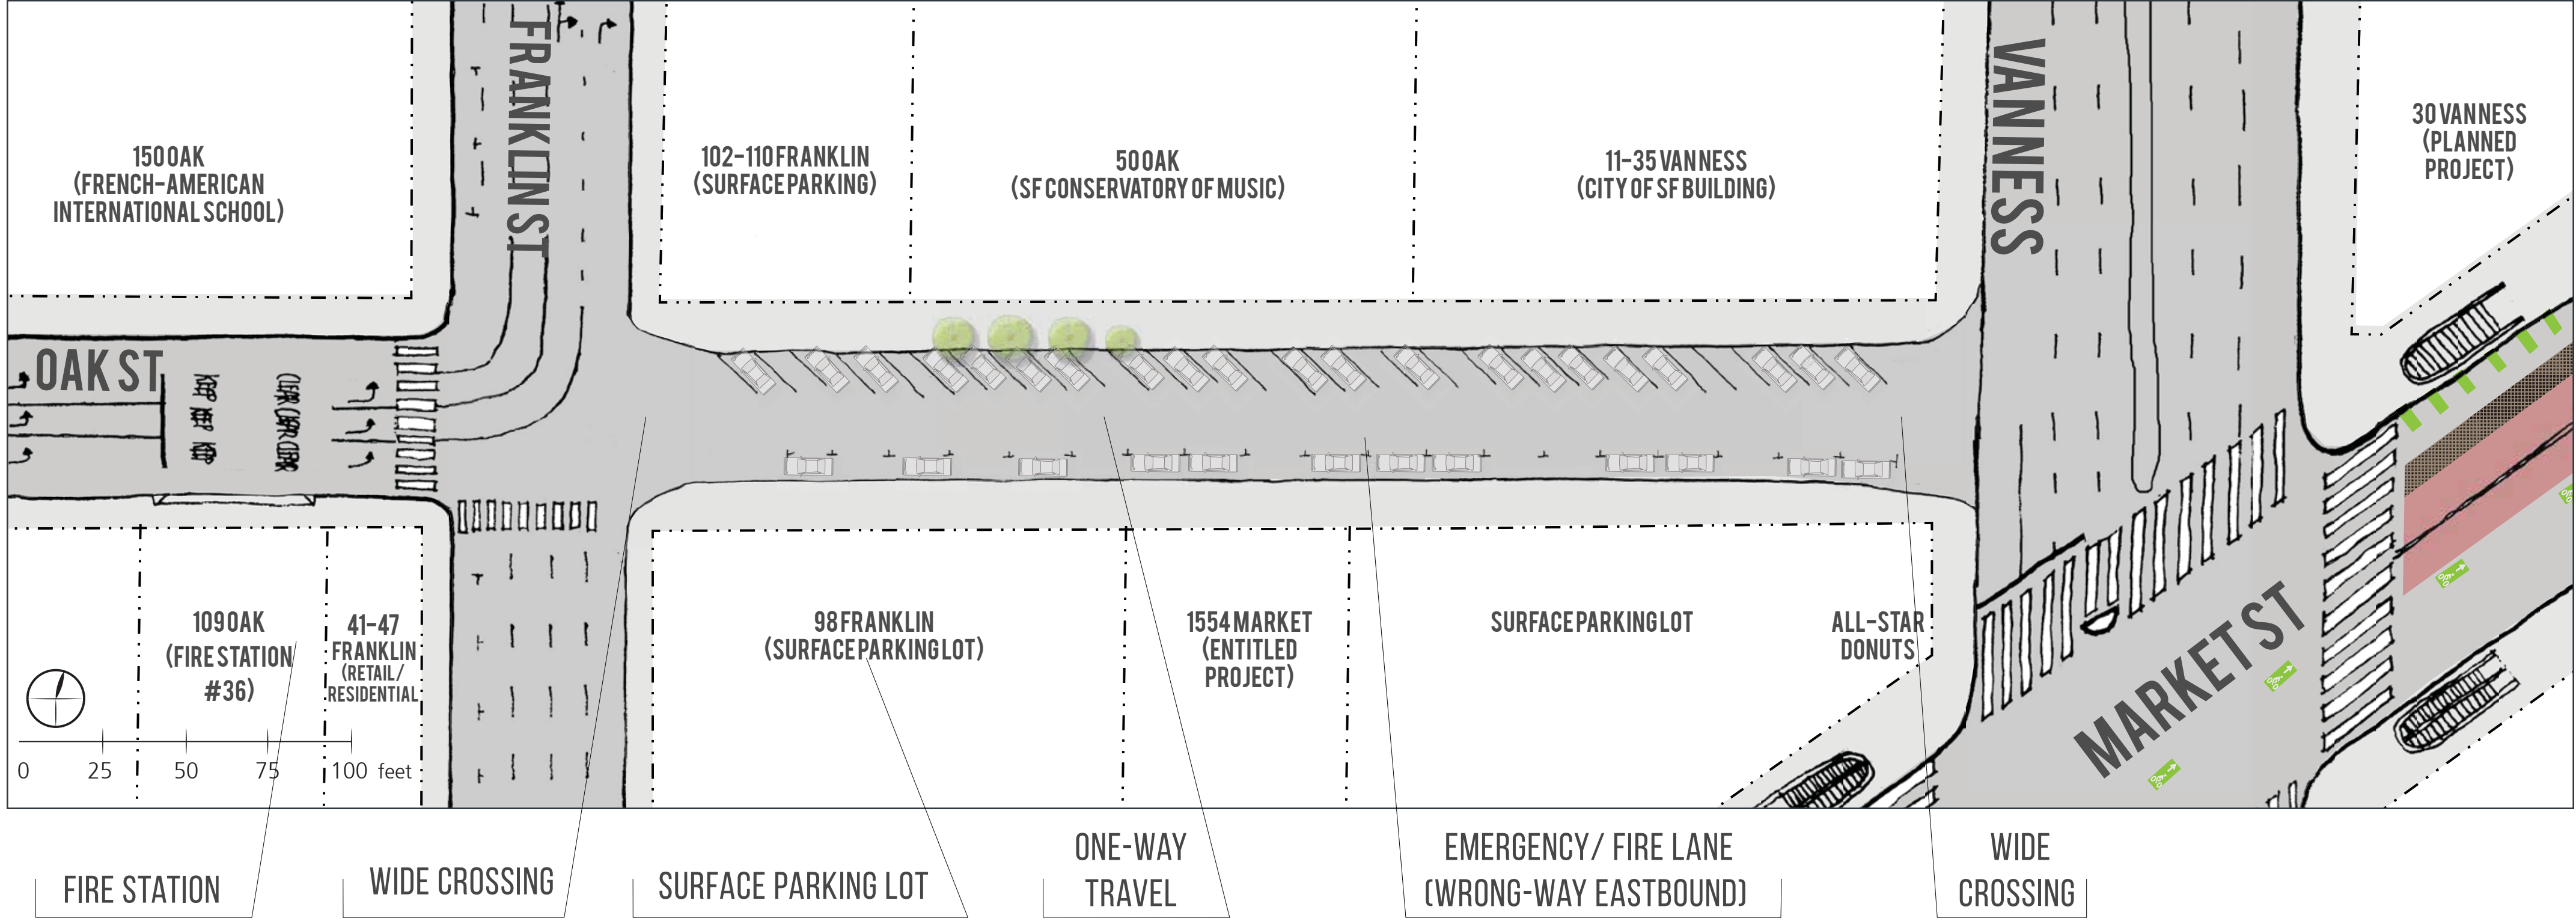 FRANKLIN ST
VAN NESS
150 OAK
(FRENCH-AMERICAN
INTERNATIONAL SCHOOL)
102-110 FRANKLIN
(SURFACE PARKING)
50 OAK
(SF CONSERVATORY OF MUSIC)
11-35 VAN NESS
(CITY OF SF BUILDING)
30 VAN NESS
(PLANNED
PROJECT)
OAK ST
KEEP KEEP KEEP
CLEAR CLEAR CLEAR
109 OAK
(FIRE STATION
#36)
41-47
FRANKLIN
(RETAIL/
RESIDENTIAL
98 FRANKLIN
(SURFACE PARKING LOT)
1554 MARKET
(ENTITLED
PROJECT)
SURFACE PARKING LOT
ALL-STAR
DONUTS
MARKET ST
0 25 50 75 100 feet
FIRE STATION
WIDE CROSSING
SURFACE PARKING LOT
ONE-WAY
TRAVEL
EMERGENCY/ FIRE LANE
(WRONG-WAY EASTBOUND)
WIDE
CROSSING